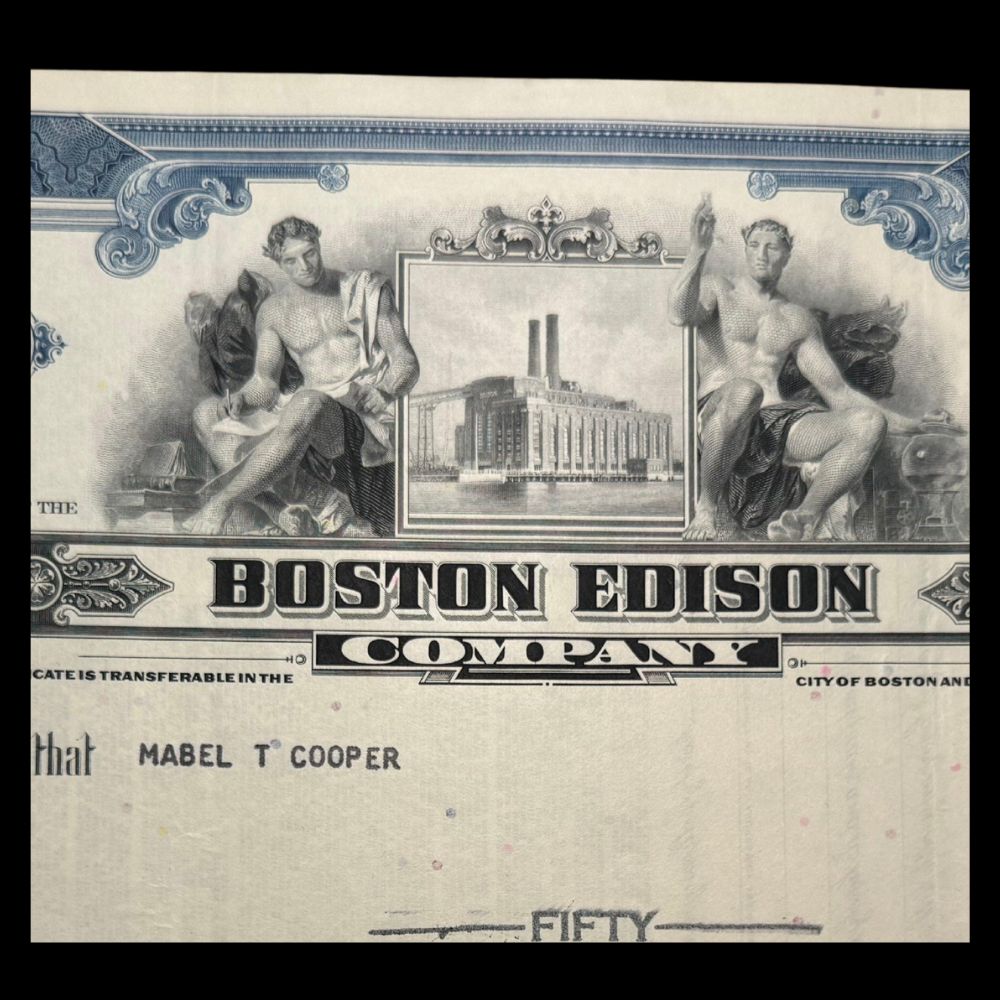 THE
BOSTON EDISON
COMPANY
CATE IS TRANSFERABLE IN THE CITY OF BOSTON AND
that MABEL T COOPER
FIFTY